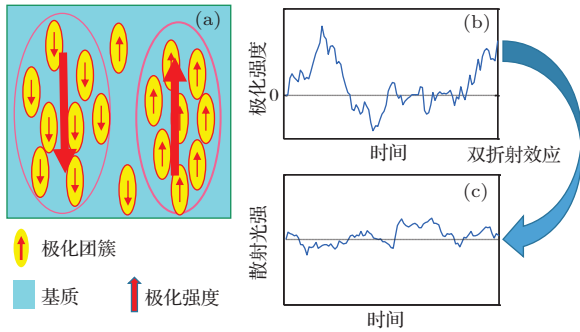 (a)
极化团簇
基质
极化强度
(b)
极化强度
0
时间
双折射效应
(c)
散射光强
时间